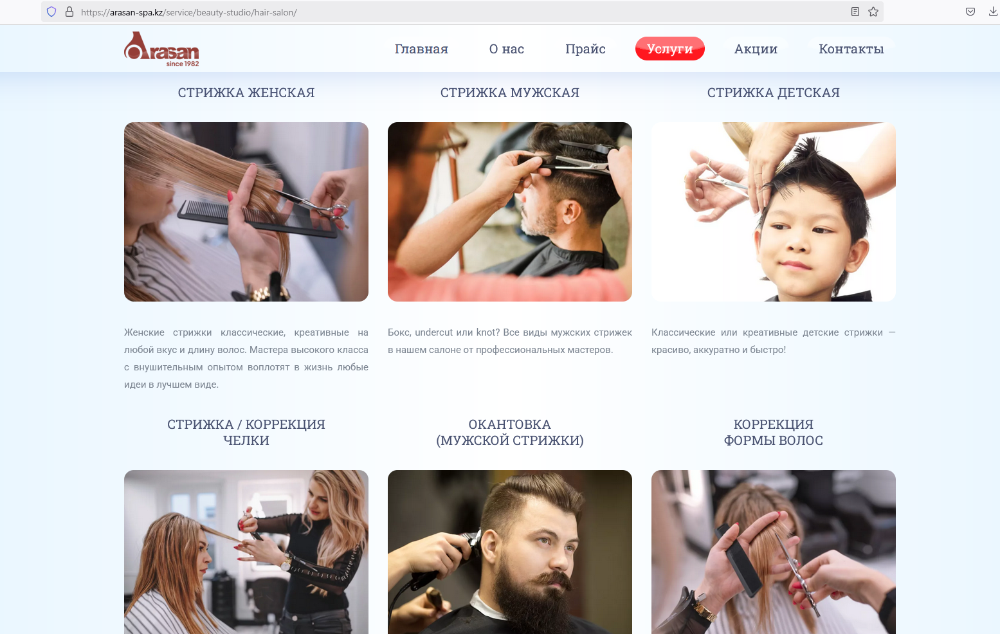 https://arasan-spa.kz/service/beauty-studio/hair-salon/
Arasan
since 1982
Главная
О нас
Прайс
Услуги
Акции
Контакты
СТРИЖКА ЖЕНСКАЯ
СТРИЖКА МУЖСКАЯ
СТРИЖКА ДЕТСКАЯ
Женские стрижки классические, креативные на
любой вкус и длину волос. Мастера высокого класса
с внушительным опытом воплотят в жизнь любые
идеи в лучшем виде.
Бокс, undercut или knot? Все виды мужских стрижек
в нашем салоне от профессиональных мастеров.
Классические или креативные детские стрижки —
красиво, аккуратно и быстро!
СТРИЖКА / КОРРЕКЦИЯ
ЧЕЛКИ
ОКАНТОВКА
(МУЖСКОЙ СТРИЖКИ)
КОРРЕКЦИЯ
ФОРМЫ ВОЛОС